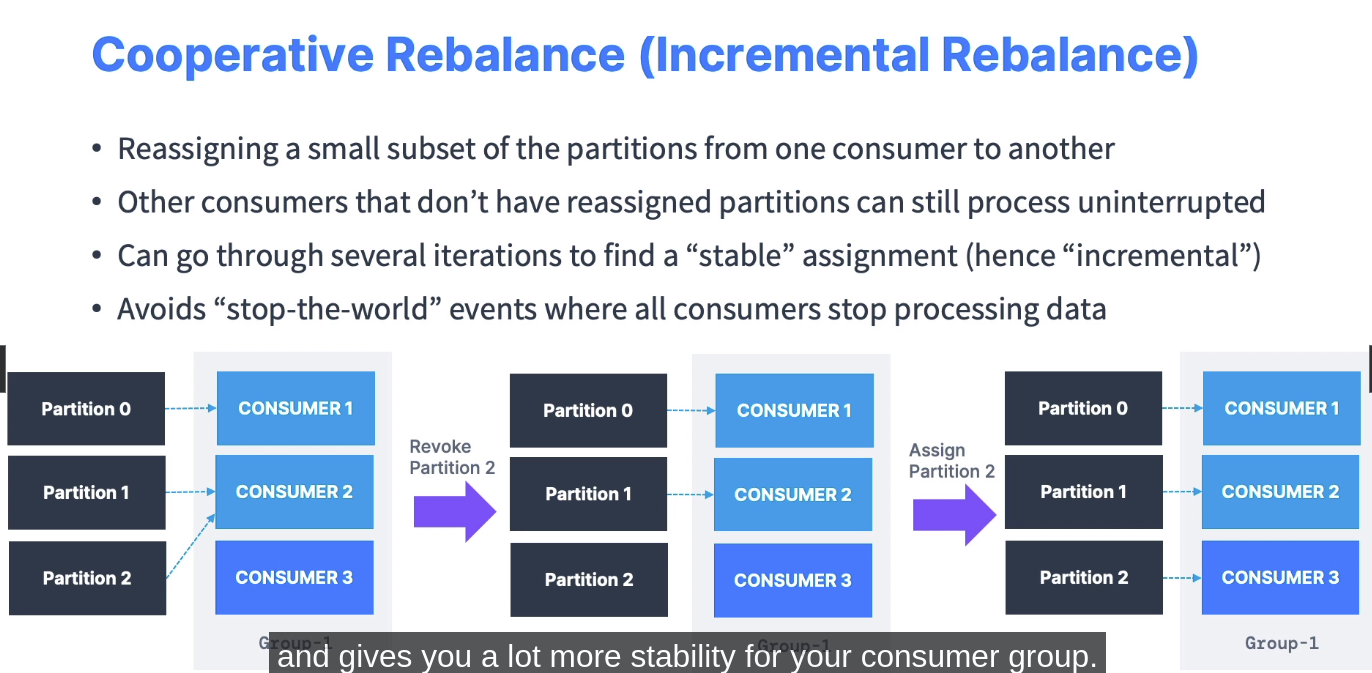 Cooperative Rebalance (Incremental Rebalance)
• Reassigning a small subset of the partitions from one consumer to another
• Other consumers that don’t have reassigned partitions can still process uninterrupted
• Can go through several iterations to find a “stable” assignment (hence “incremental”)
• Avoids “stop-the-world” events where all consumers stop processing data
Partition 0
CONSUMER 1
Partition 1
CONSUMER 2
Partition 2
CONSUMER 3
Group-1
Revoke
Partition 2
Partition 0
CONSUMER 1
Partition 1
CONSUMER 2
Partition 2
CONSUMER 3
Group-1
Assign
Partition 2
Partition 0
CONSUMER 1
Partition 1
CONSUMER 2
Partition 2
CONSUMER 3
Group-1
and gives you a lot more stability for your consumer group.